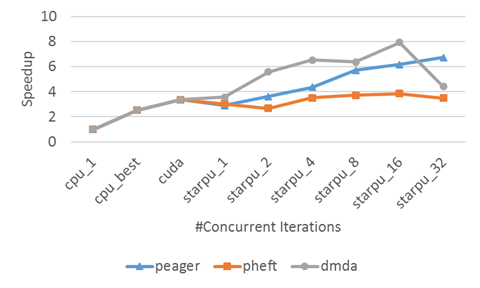 10
8
6
4
2
0
Speedup
cpu_1
cpu_best
cuda
starpu_1
starpu_2
starpu_4
starpu_8
starpu_16
starpu_32
#Concurrent Iterations
peager pheft dmda